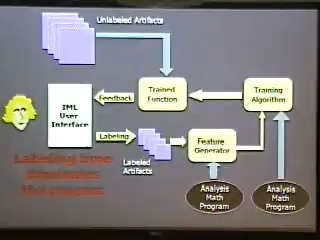 Unlabeled Artifacts
Trained
Function
Training
Algorithm
Feedback
IML
User
Interface
Labeling
Labeled
Artifacts
Feature
Generator
Labeling time
Dominates
the process
Analysis
Math
Program
Analysis
Math
Program